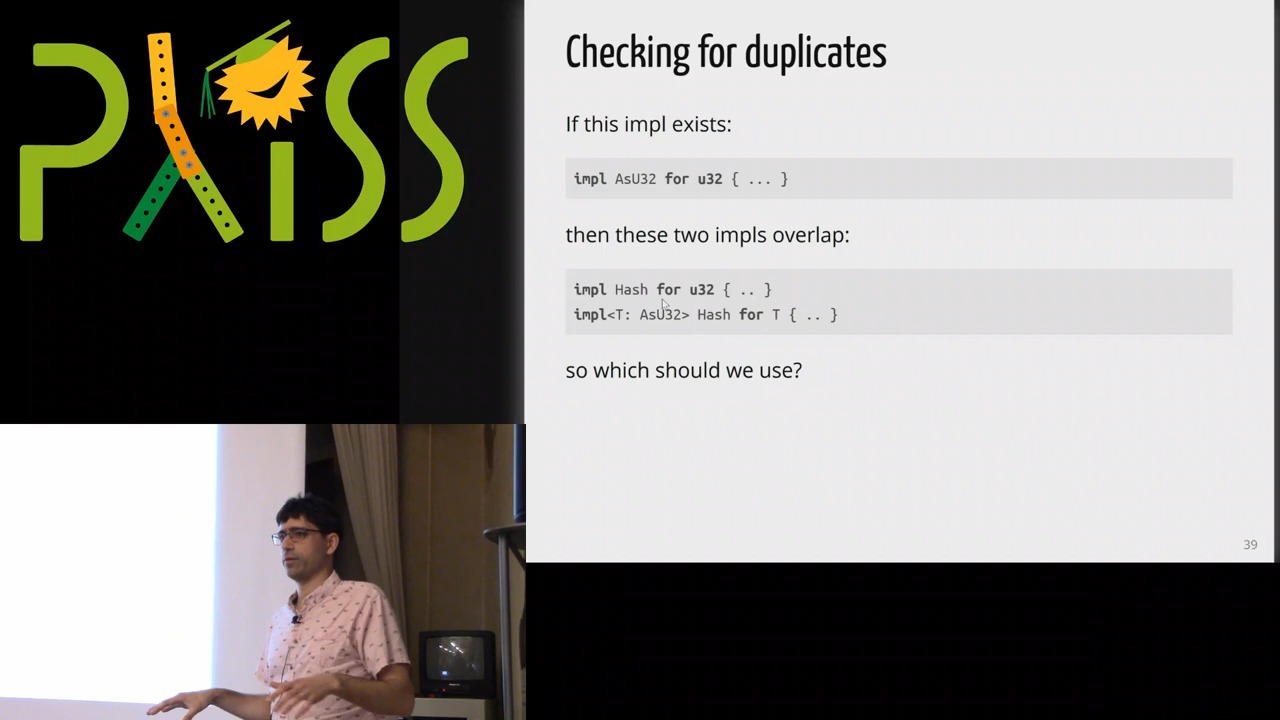 PLISS
Checking for duplicates
If this impl exists:
impl AsU32 for u32 { ... }
then these two impls overlap:
impl Hash for u32 { .. }
impl<T: AsU32> Hash for T { .. }
so which should we use?
39